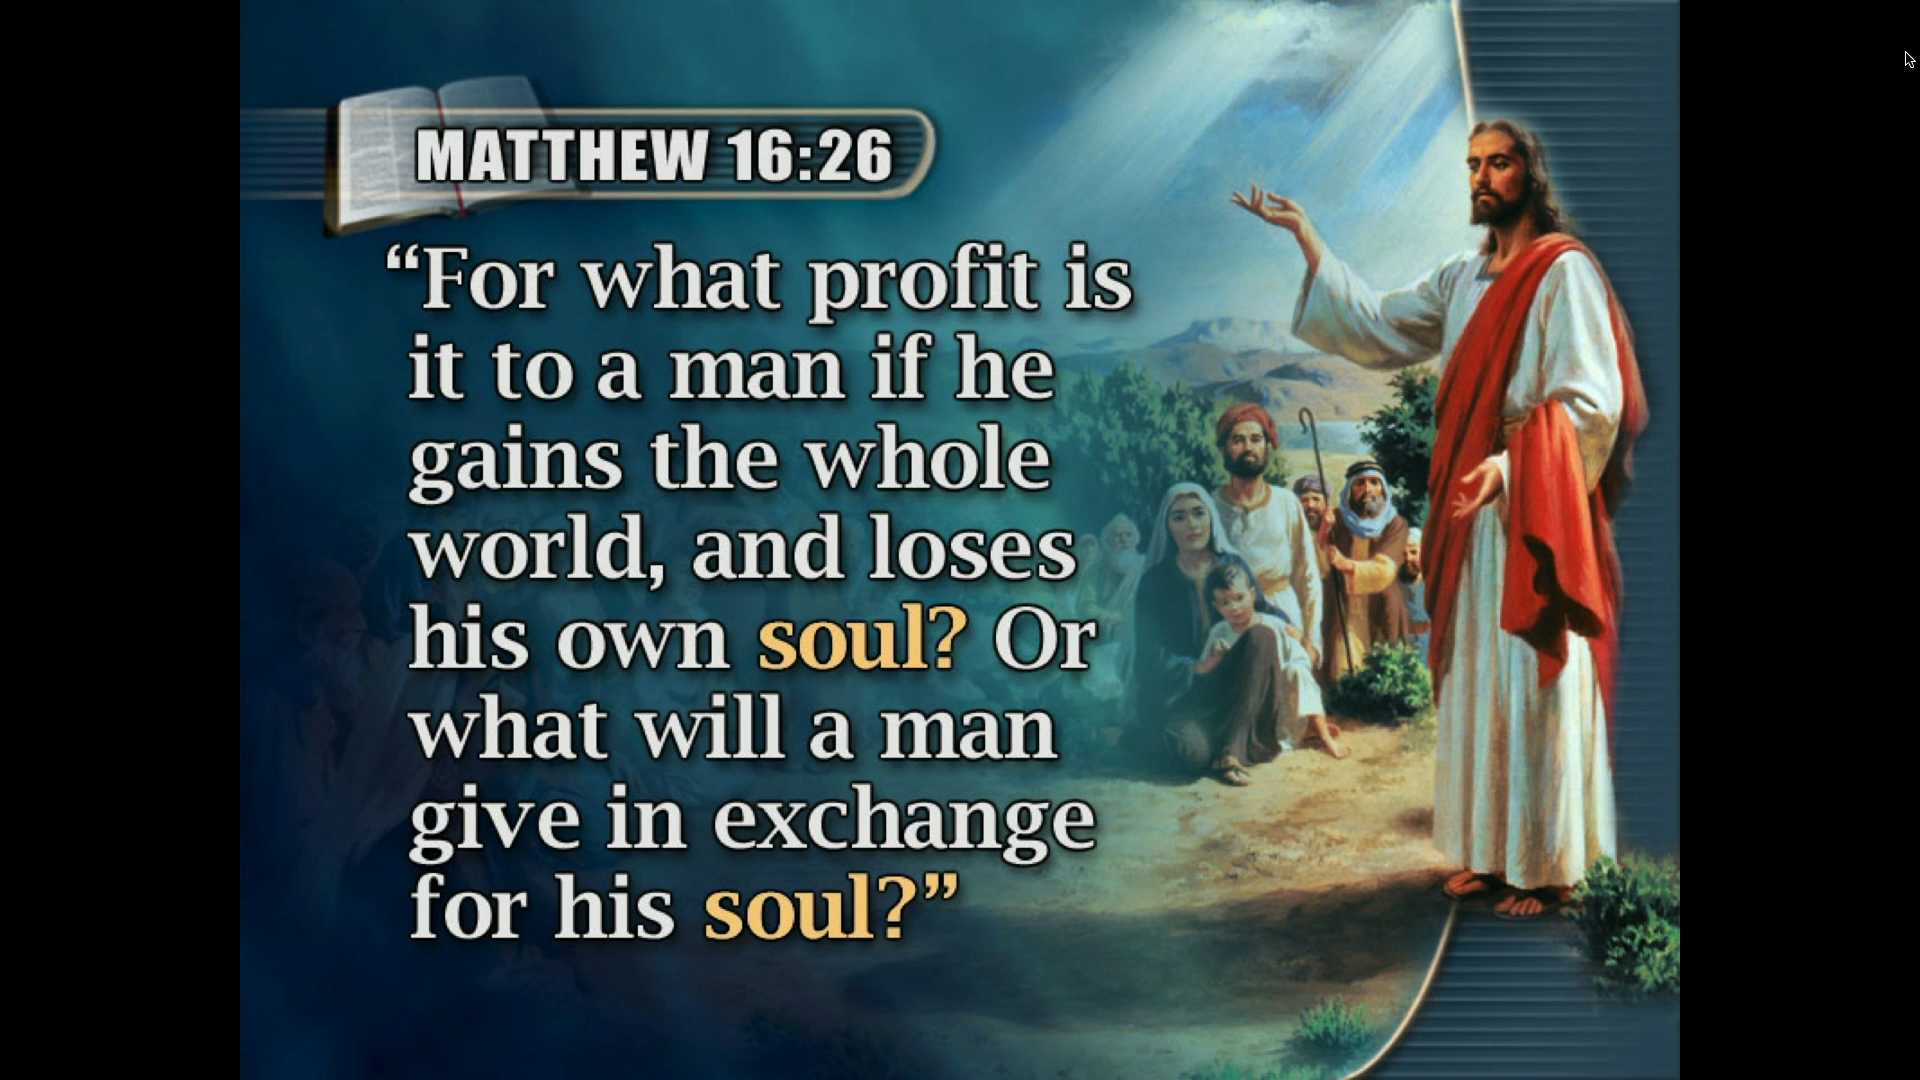 MATTHEW 16:26
“For what profit is
it to a man if he
gains the whole
world, and loses
his own soul? Or
what will a man
give in exchange
for his soul?”